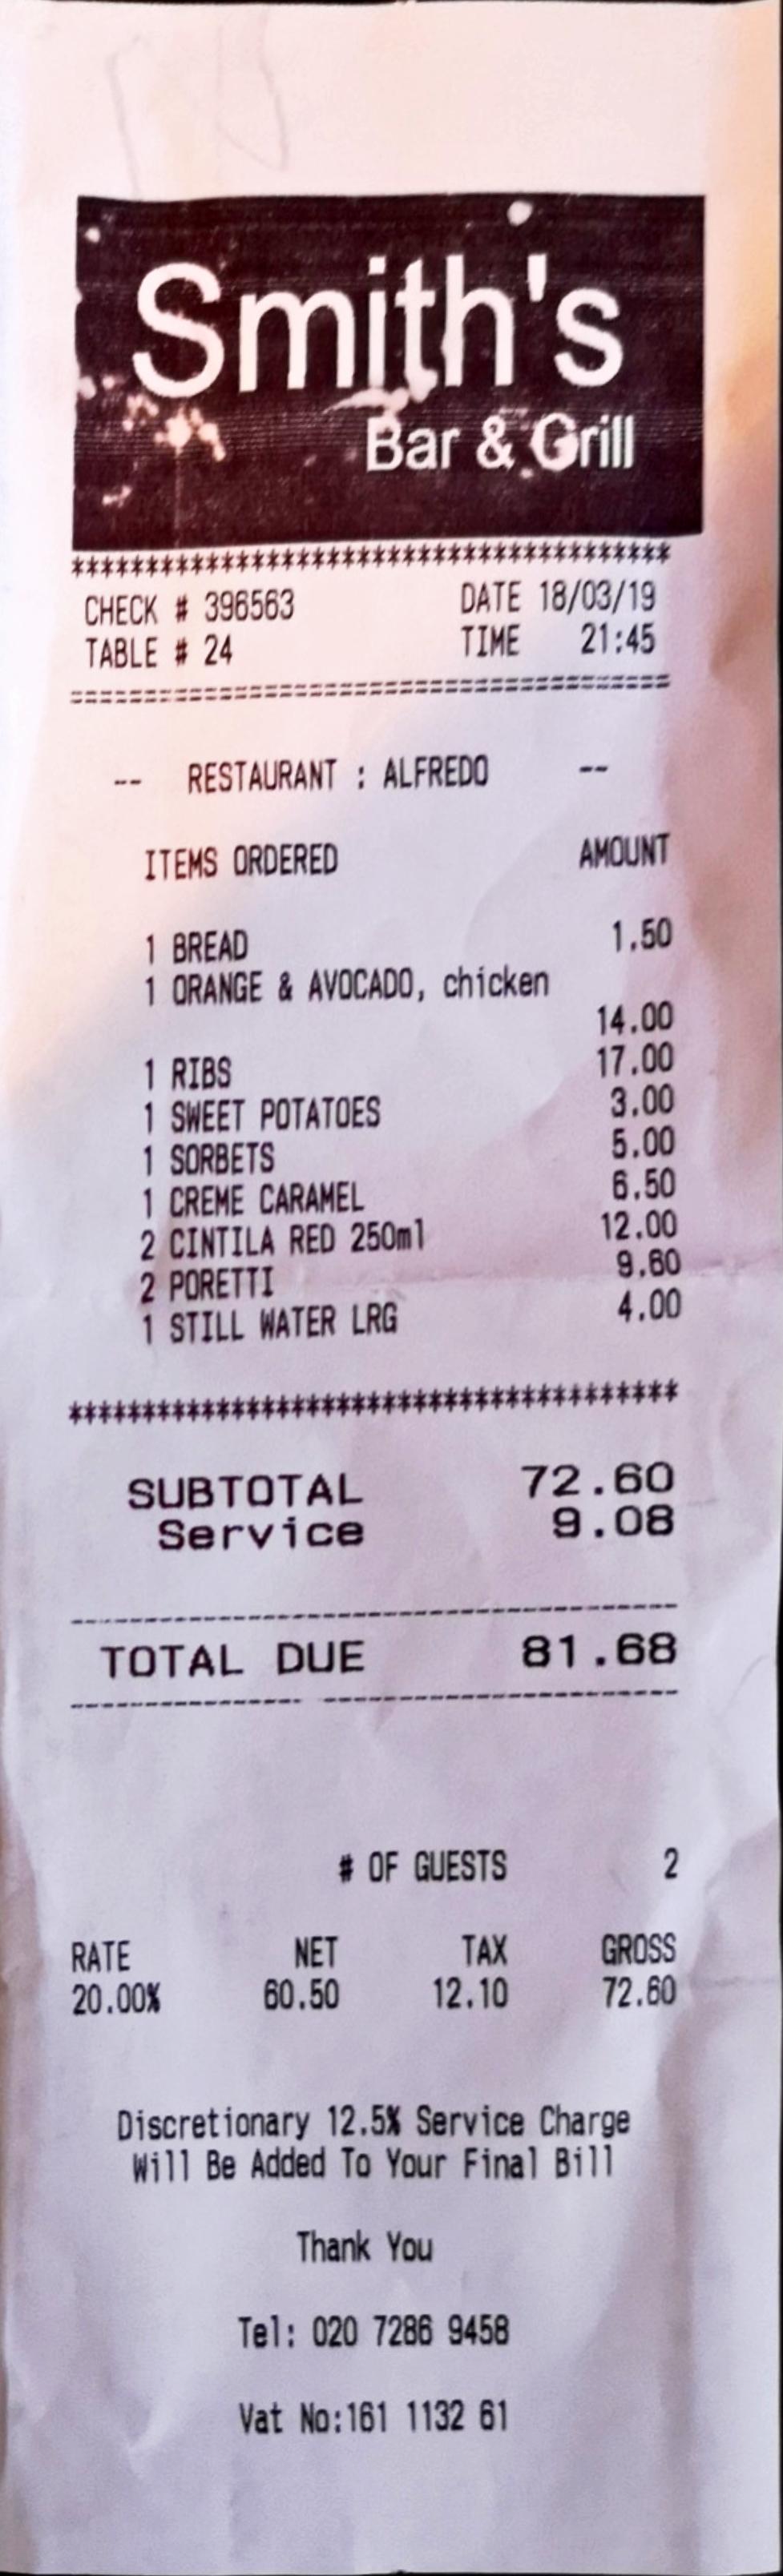 Smith's
Bar & Grill
*****************************************
CHECK # 396563 DATE 18/03/19
TABLE # 24 TIME 21:45
=========================================
-- RESTAURANT : ALFREDO --
ITEMS ORDERED AMOUNT
1 BREAD 1.50
1 ORANGE & AVOCADO, chicken
14.00
1 RIBS 17.00
1 SWEET POTATOES 3.00
1 SORBETS 5.00
1 CREME CARAMEL 6.50
2 CINTILA RED 250ml 12.00
2 PORETTI 9.60
1 STILL WATER LRG 4.00
*****************************************
SUBTOTAL 72.60
Service 9.08
-----------------------------------------
TOTAL DUE 81.68
-----------------------------------------
# OF GUESTS 2
RATE NET TAX GROSS
20.00% 60.50 12.10 72.60
Discretionary 12.5% Service Charge
Will Be Added To Your Final Bill
Thank You
Tel: 020 7286 9458
Vat No:161 1132 61